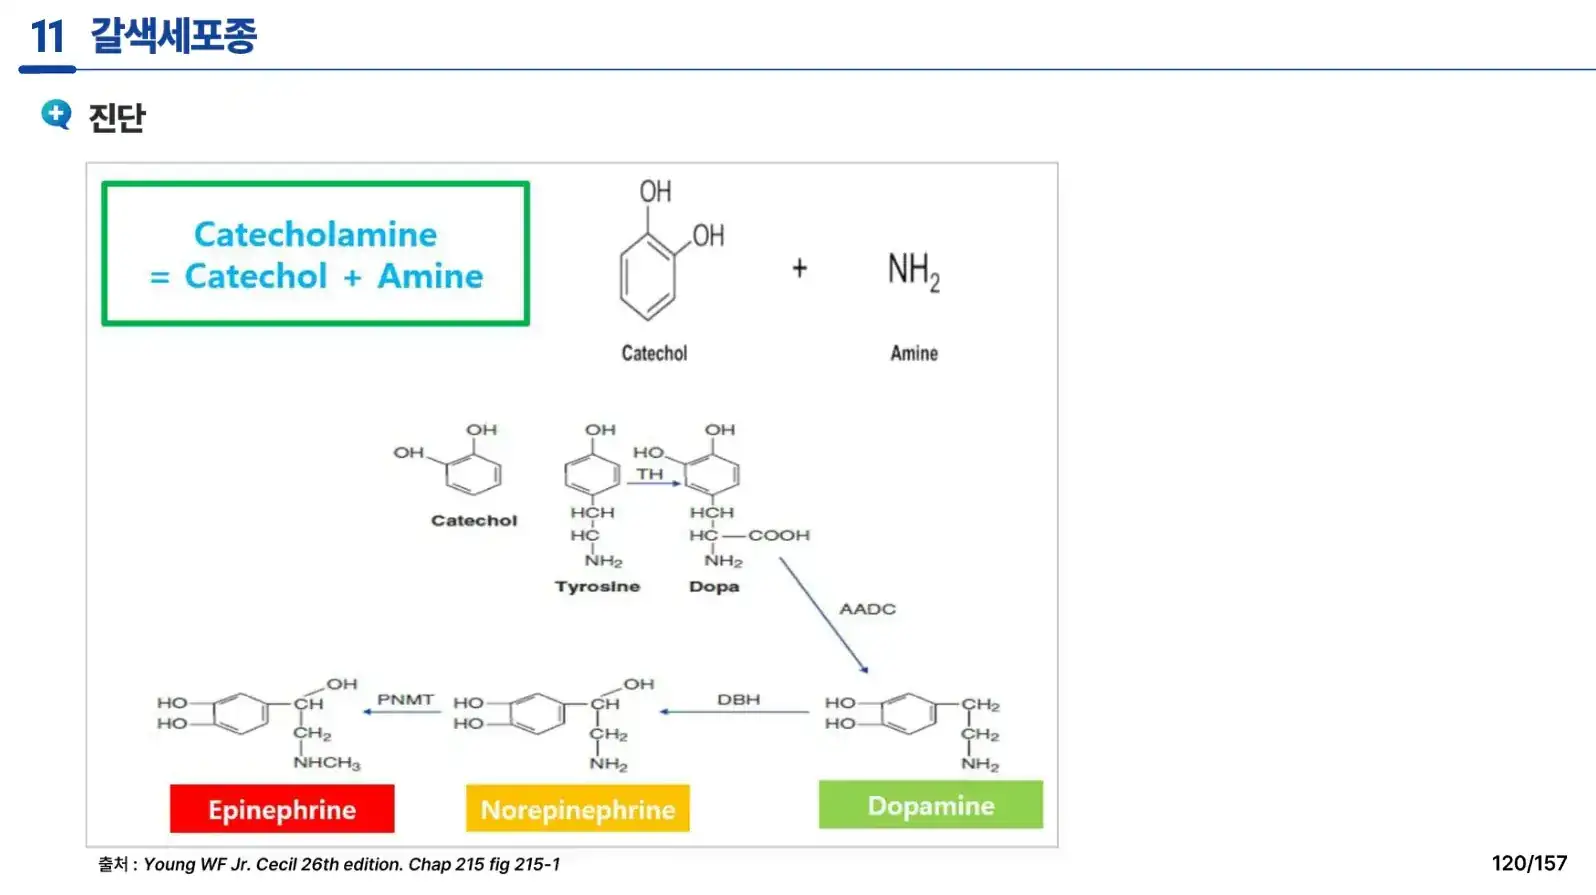 11 갈색세포종
진단
Catecholamine
= Catechol + Amine
OH
OH
+
NH2
Catechol
Amine
OH
OH
Catechol
OH
HCH
HC
NH2
Tyrosine
TH
OH
HO
HCH
HC—COOH
NH2
Dopa
AADC
HO
HO
CH2
CH2
NH2
Dopamine
DBH
HO
HO
OH
CH
CH2
NH2
Norepinephrine
PNMT
HO
HO
OH
CH
CH2
NHCH3
Epinephrine
출처 : Young WF Jr. Cecil 26th edition. Chap 215 fig 215-1
120/157